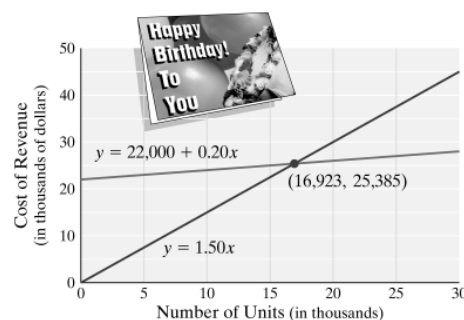 Happy
Birthday!
To
You
50
40
30
20
10
0
Cost of Revenue
(in thousands of dollars)
y = 22,000 + 0.20x
(16,923, 25,385)
y = 1.50x
0 5 10 15 20 25 30
Number of Units (in thousands)